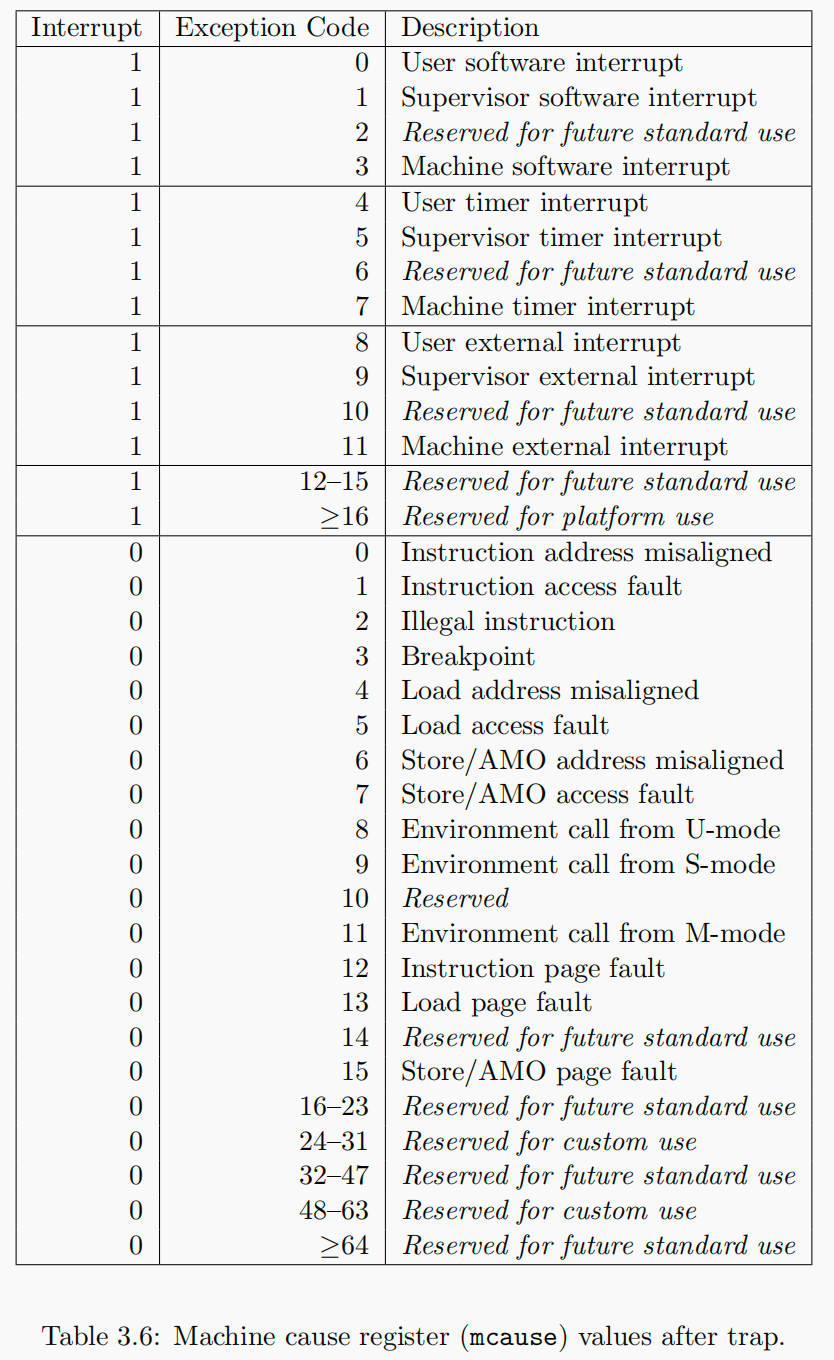 Interrupt Exception Code Description
1 0 User software interrupt
1 1 Supervisor software interrupt
1 2 Reserved for future standard use
1 3 Machine software interrupt
1 4 User timer interrupt
1 5 Supervisor timer interrupt
1 6 Reserved for future standard use
1 7 Machine timer interrupt
1 8 User external interrupt
1 9 Supervisor external interrupt
1 10 Reserved for future standard use
1 11 Machine external interrupt
1 12–15 Reserved for future standard use
1 ≥16 Reserved for platform use
0 0 Instruction address misaligned
0 1 Instruction access fault
0 2 Illegal instruction
0 3 Breakpoint
0 4 Load address misaligned
0 5 Load access fault
0 6 Store/AMO address misaligned
0 7 Store/AMO access fault
0 8 Environment call from U-mode
0 9 Environment call from S-mode
0 10 Reserved
0 11 Environment call from M-mode
0 12 Instruction page fault
0 13 Load page fault
0 14 Reserved for future standard use
0 15 Store/AMO page fault
0 16–23 Reserved for future standard use
0 24–31 Reserved for custom use
0 32–47 Reserved for future standard use
0 48–63 Reserved for custom use
0 ≥64 Reserved for future standard use
Table 3.6: Machine cause register (mcause) values after trap.